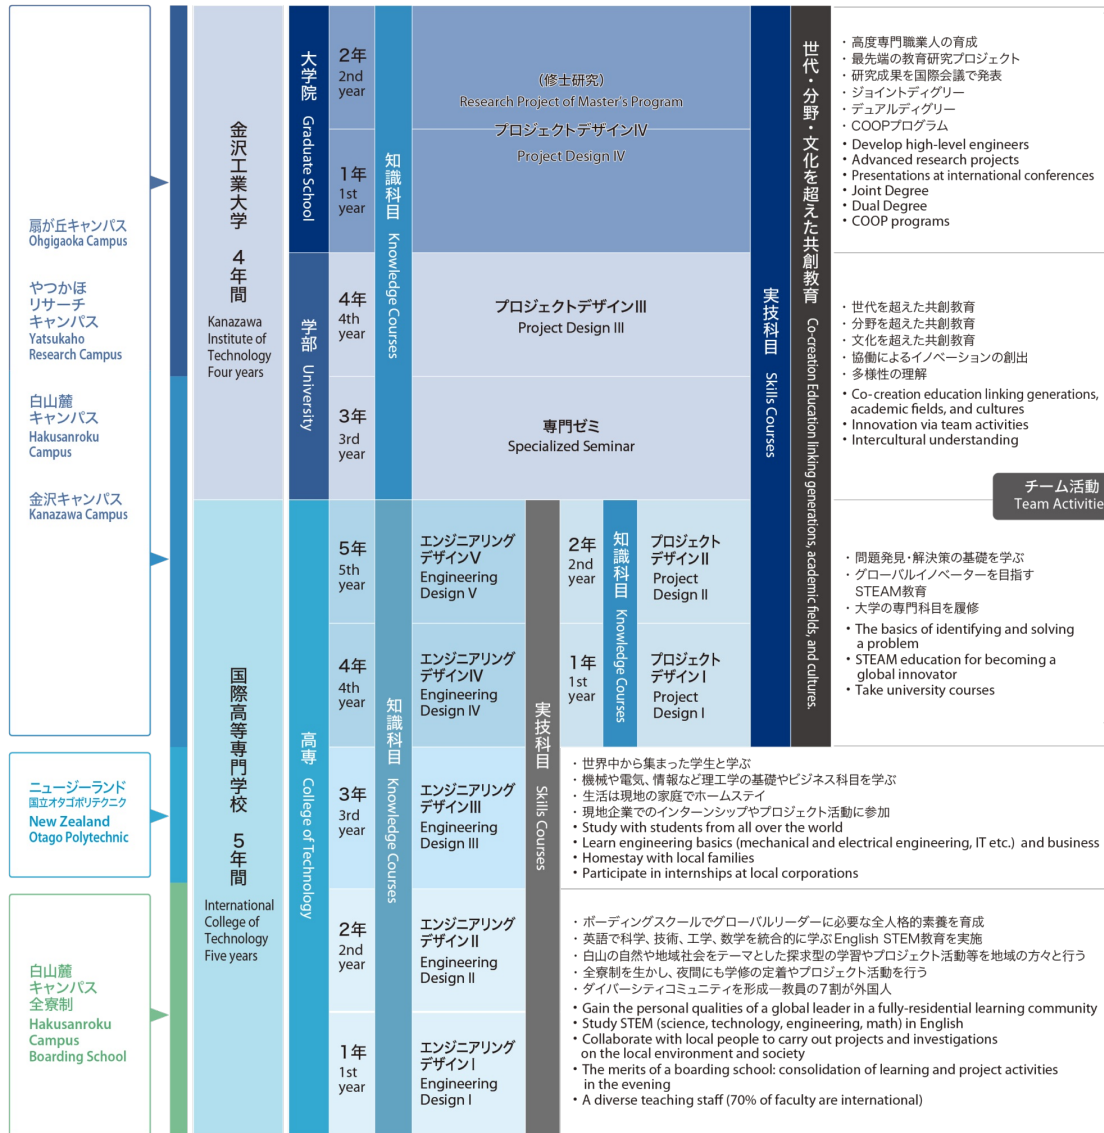 扇が丘キャンパス
Ohgigaoka Campus
やつかほ
リサーチ
キャンパス
Yatsukaho
Research Campus
白山麓
キャンパス
Hakusanroku
Campus
金沢キャンパス
Kanazawa Campus
ニュージーランド
国立オタゴポリテクニク
New Zealand
Otago Polytechnic
白山麓
キャンパス
全寮制
Hakusanroku
Campus
Boarding School
金沢工業大学 4年間
Kanazawa
Institute of
Technology
Four years
国際高等専門学校 5年間
International
College of
Technology
Five years
大学院 Graduate School
学部 University
高専 College of Technology
2年
2nd
year
1年
1st
year
4年
4th
year
3年
3rd
year
5年
5th
year
4年
4th
year
3年
3rd
year
2年
2nd
year
1年
1st
year
知識科目 Knowledge Courses
知識科目 Knowledge Courses
（修士研究）
Research Project of Master's Program
プロジェクトデザインⅣ
Project Design IV
プロジェクトデザインⅢ
Project Design III
専門ゼミ
Specialized Seminar
エンジニアリング
デザインⅤ
Engineering
Design V
エンジニアリング
デザインⅣ
Engineering
Design IV
エンジニアリング
デザインⅢ
Engineering
Design III
エンジニアリング
デザインⅡ
Engineering
Design II
エンジニアリング
デザインⅠ
Engineering
Design I
実技科目 Skills Courses
2年
2nd
year
1年
1st
year
知識科目 Knowledge Courses
プロジェクト
デザインⅡ
Project
Design II
プロジェクト
デザインⅠ
Project
Design I
実技科目 Skills Courses
世代・分野・文化を超えた共創教育 Co-creation Education linking generations, academic fields, and cultures.
・高度専門職業人の育成
・最先端の教育研究プロジェクト
・研究成果を国際会議で発表
・ジョイントディグリー
・デュアルディグリー
・COOPプログラム
• Develop high-level engineers
• Advanced research projects
• Presentations at international conferences
• Joint Degree
• Dual Degree
• COOP programs
・世代を超えた共創教育
・分野を超えた共創教育
・文化を超えた共創教育
・協働によるイノベーションの創出
・多様性の理解
• Co-creation education linking generations,
academic fields, and cultures
• Innovation via team activities
• Intercultural understanding
チーム活動
Team Activitie
・問題発見・解決策の基礎を学ぶ
・グローバルイノベーターを目指す
STEAM教育
・大学の専門科目を履修
• The basics of identifying and solving
a problem
• STEAM education for becoming a
global innovator
• Take university courses
・世界中から集まった学生と学ぶ
・機械や電気、情報など理工学の基礎やビジネス科目を学ぶ
・生活は現地の家庭でホームステイ
・現地企業でのインターンシップやプロジェクト活動に参加
• Study with students from all over the world
• Learn engineering basics (mechanical and electrical engineering, IT etc.) and business
• Homestay with local families
• Participate in internships at local corporations
・ボーディングスクールでグローバルリーダーに必要な全人格的素養を育成
・英語で科学、技術、工学、数学を統合的に学ぶEnglish STEM教育を実施
・白山の自然や地域社会をテーマとした探求型の学習やプロジェクト活動等を地域の方々と行う
・全寮制を生かし、夜間にも学修の定着やプロジェクト活動を行う
・ダイバーシティコミュニティを形成―教員の7割が外国人
• Gain the personal qualities of a global leader in a fully-residential learning community
• Study STEM (science, technology, engineering, math) in English
• Collaborate with local people to carry out projects and investigations
on the local environment and society
• The merits of a boarding school: consolidation of learning and project activities
in the evening
• A diverse teaching staff (70% of faculty are international)